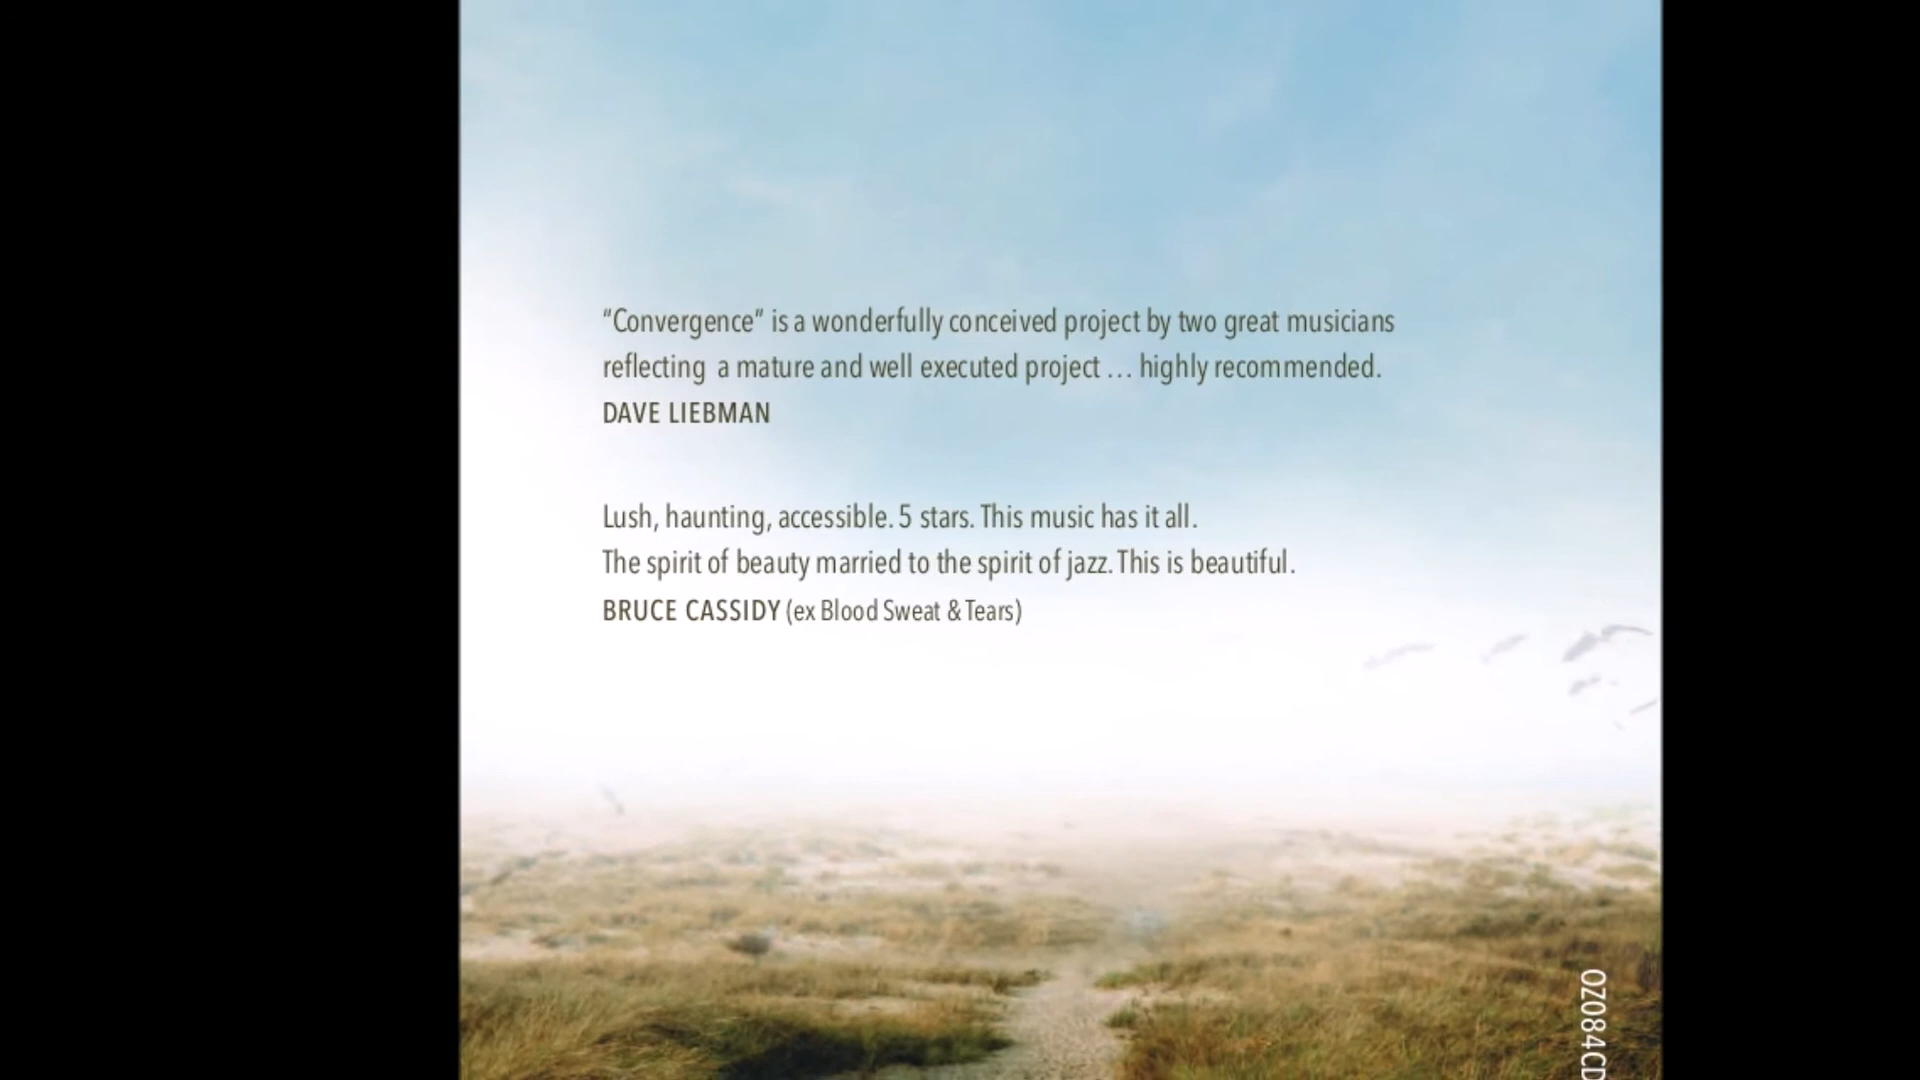 “Convergence” is a wonderfully conceived project by two great musicians
reflecting a mature and well executed project … highly recommended.
DAVE LIEBMAN
Lush, haunting, accessible. 5 stars. This music has it all.
The spirit of beauty married to the spirit of jazz. This is beautiful.
BRUCE CASSIDY (ex Blood Sweat & Tears)
OZ084CD